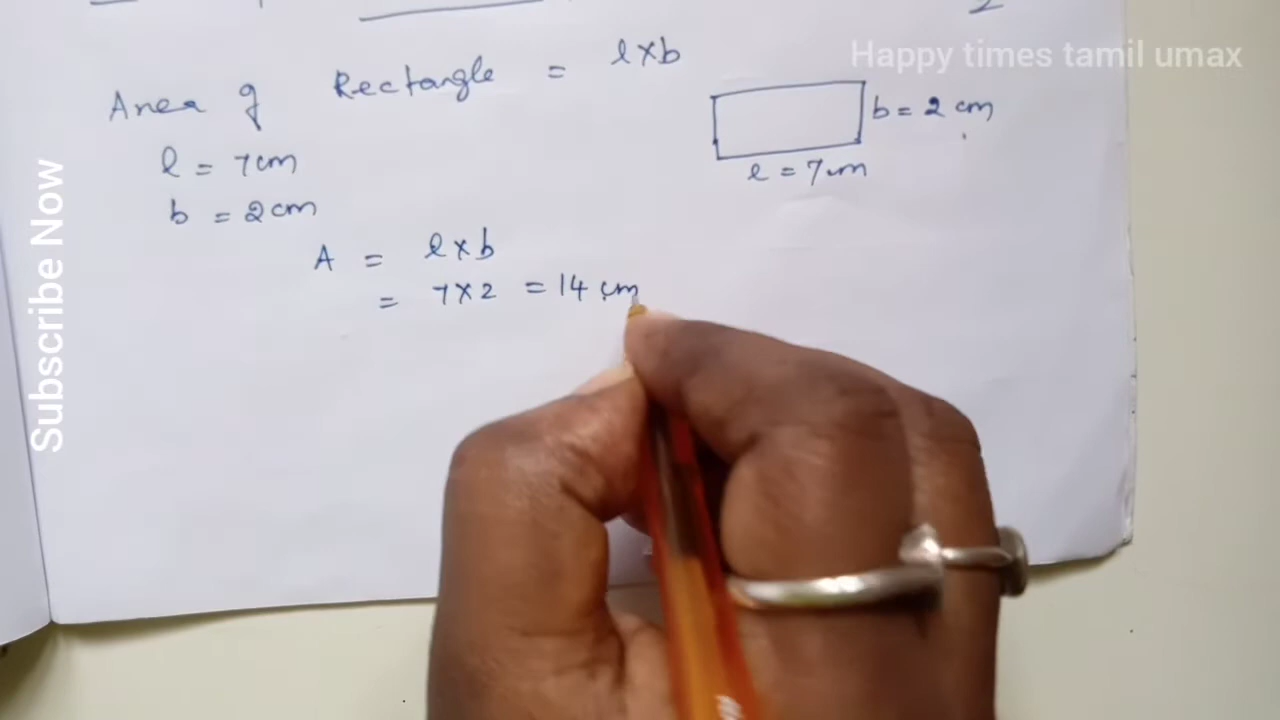 Happy times tamil umax
Subscribe Now
Area of Rectangle = l×b
b = 2 cm
l = 7cm
l = 7cm
b = 2cm
A = l×b
= 7×2 = 14 cm